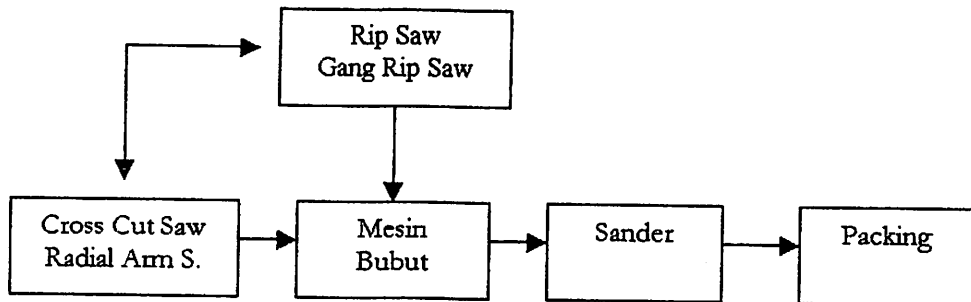 Rip Saw
Gang Rip Saw
Cross Cut Saw
Radial Arm S.
Mesin
Bubut
Sander
Packing